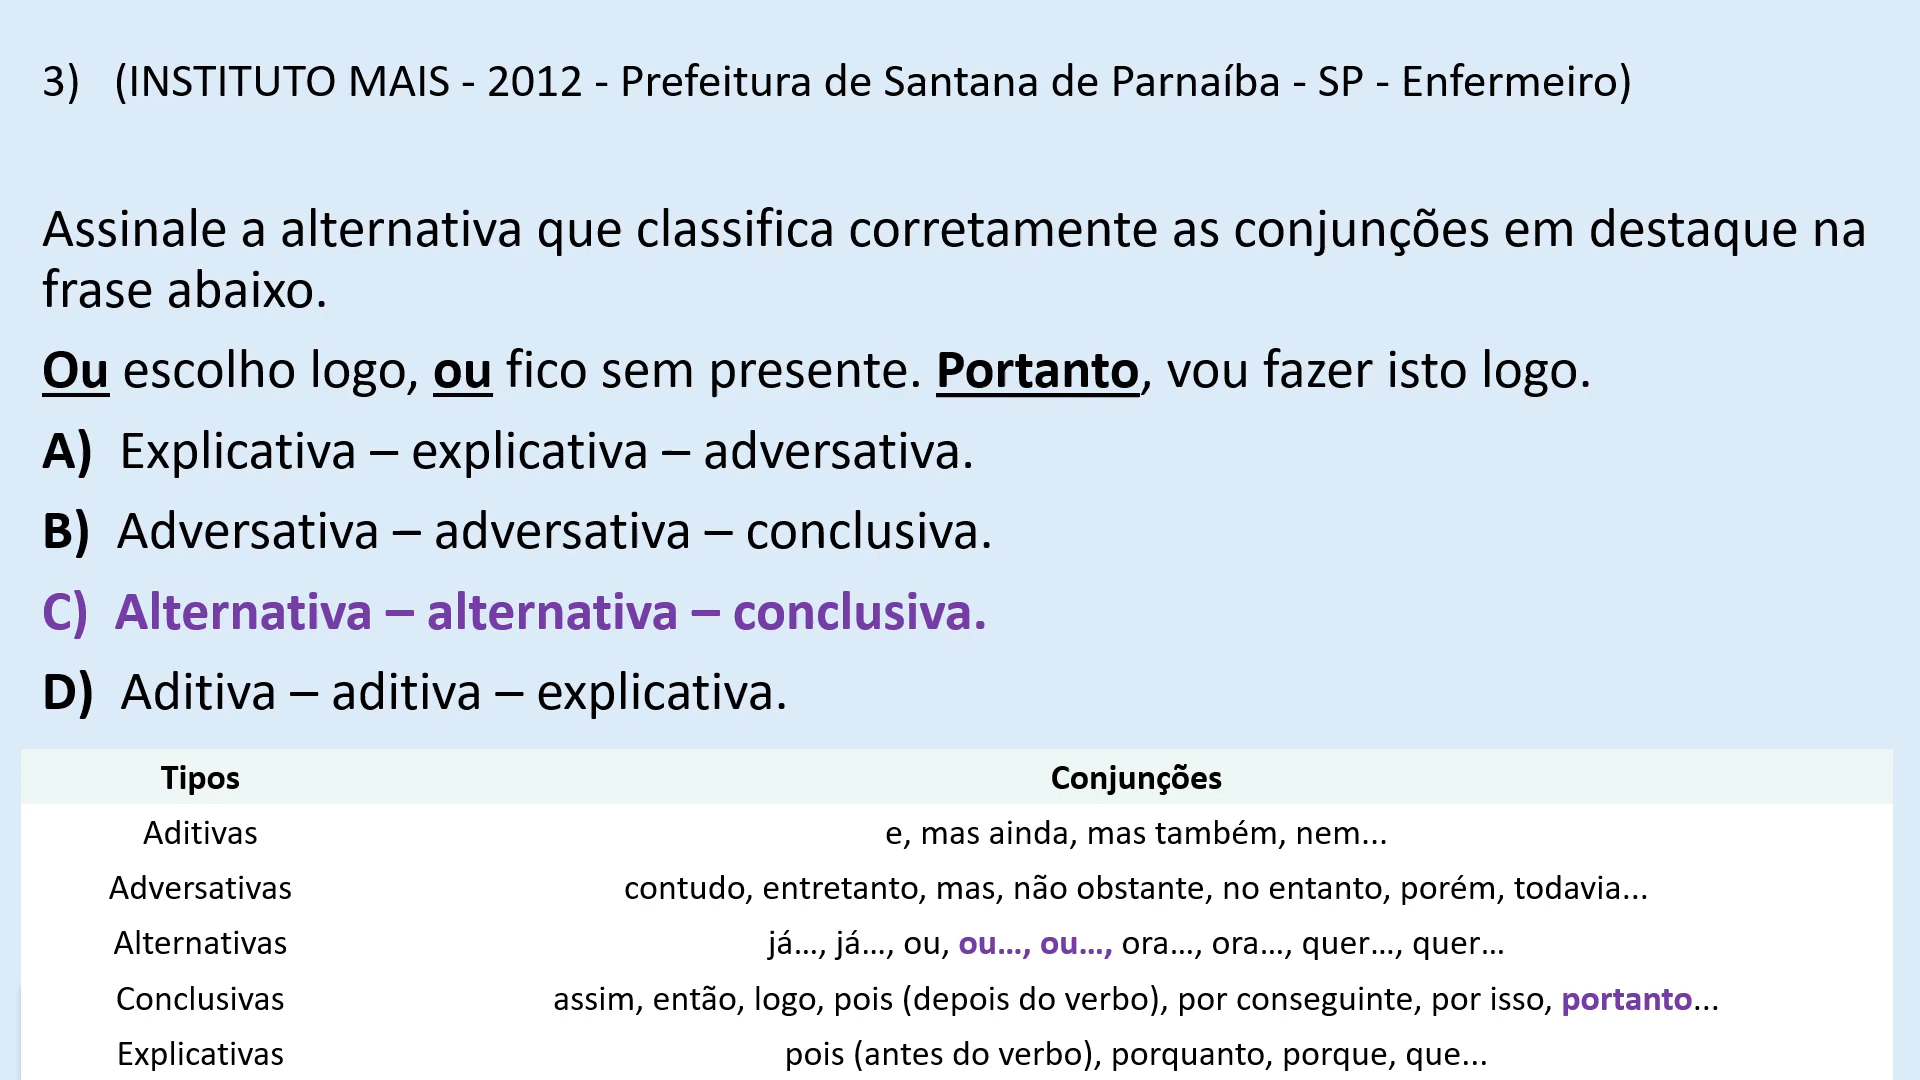 3) (INSTITUTO MAIS - 2012 - Prefeitura de Santana de Parnaíba - SP - Enfermeiro)
Assinale a alternativa que classifica corretamente as conjunções em destaque na
frase abaixo.
Ou escolho logo, ou fico sem presente. Portanto, vou fazer isto logo.
A) Explicativa – explicativa – adversativa.
B) Adversativa – adversativa – conclusiva.
C) Alternativa – alternativa – conclusiva.
D) Aditiva – aditiva – explicativa.
Tipos Conjunções
Aditivas e, mas ainda, mas também, nem...
Adversativas contudo, entretanto, mas, não obstante, no entanto, porém, todavia...
Alternativas já…, já…, ou, ou…, ou…, ora…, ora…, quer…, quer…
Conclusivas assim, então, logo, pois (depois do verbo), por conseguinte, por isso, portanto...
Explicativas pois (antes do verbo), porquanto, porque, que...